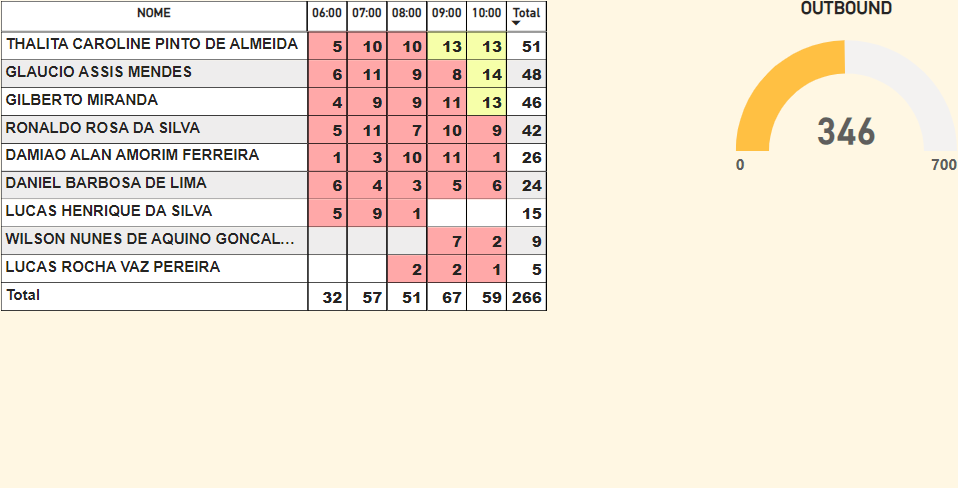 NOME 06:00 07:00 08:00 09:00 10:00 Total
THALITA CAROLINE PINTO DE ALMEIDA 5 10 10 13 13 51
GLAUCIO ASSIS MENDES 6 11 9 8 14 48
GILBERTO MIRANDA 4 9 9 11 13 46
RONALDO ROSA DA SILVA 5 11 7 10 9 42
DAMIAO ALAN AMORIM FERREIRA 1 3 10 11 1 26
DANIEL BARBOSA DE LIMA 6 4 3 5 6 24
LUCAS HENRIQUE DA SILVA 5 9 1 15
WILSON NUNES DE AQUINO GONCAL... 7 2 9
LUCAS ROCHA VAZ PEREIRA 2 2 1 5
Total 32 57 51 67 59 266
OUTBOUND
346
0 700